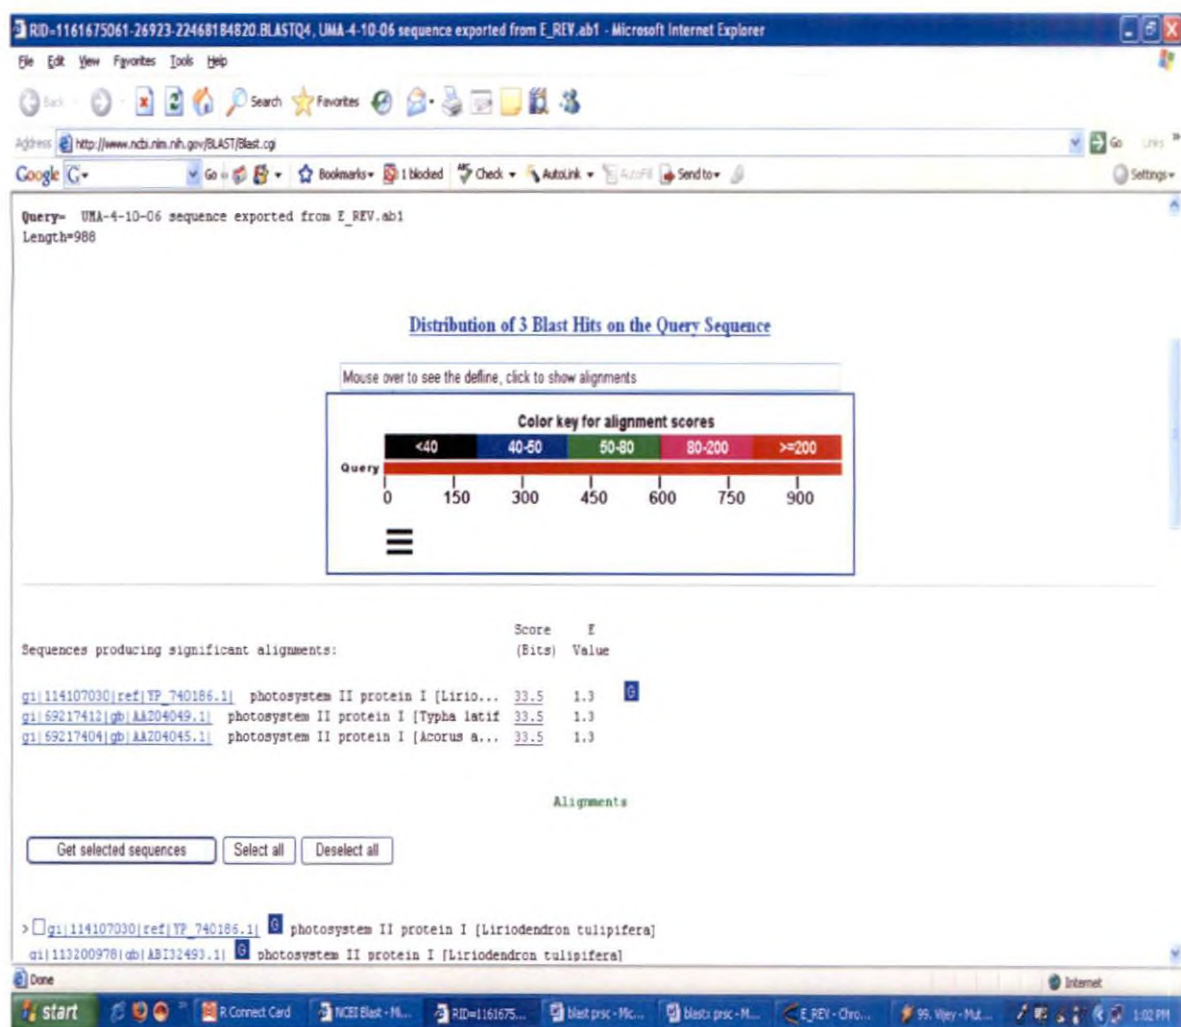 RID=1161675061-26923-22468184820.BLASTQ4, UMA-4-10-06 sequence exported from E_REV.ab1 - Microsoft Internet Explorer
File Edit View Favorites Tools Help
Back Search Favorites
Address http://www.ncbi.nlm.nih.gov/BLAST/Blast.cgi Go Links »
Google G Go Bookmarks 1 blocked Check AutoLink AutoFill Send to Settings
Query= UMA-4-10-06 sequence exported from E_REV.ab1
Length=988
Distribution of 3 Blast Hits on the Query Sequence
Mouse over to see the define, click to show alignments
Color key for alignment scores
<40 40-50 50-80 80-200 >=200
Query
0 150 300 450 600 750 900
Score E
Sequences producing significant alignments: (Bits) Value
gi|114107030|ref|YP_740186.1| photosystem II protein I [Lirio... 33.5 1.3 G
gi|69217412|gb|AAZ04049.1| photosystem II protein I [Typha latif 33.5 1.3
gi|69217404|gb|AAZ04045.1| photosystem II protein I [Acorus a... 33.5 1.3
Alignments
Get selected sequences Select all Deselect all
> gi|114107030|ref|YP_740186.1| G photosystem II protein I [Liriodendron tulipifera]
gi|113200978|gb|ABI32493.1| G photosystem II protein I [Liriodendron tulipifera]
Done Internet
start » R Connect Card NCBI Blast - Mi... RID=1161675... blast prsc - Mic... blastx prsc - M... E_REV - Chro... 99. Vijey - Mut... 1:02 PM